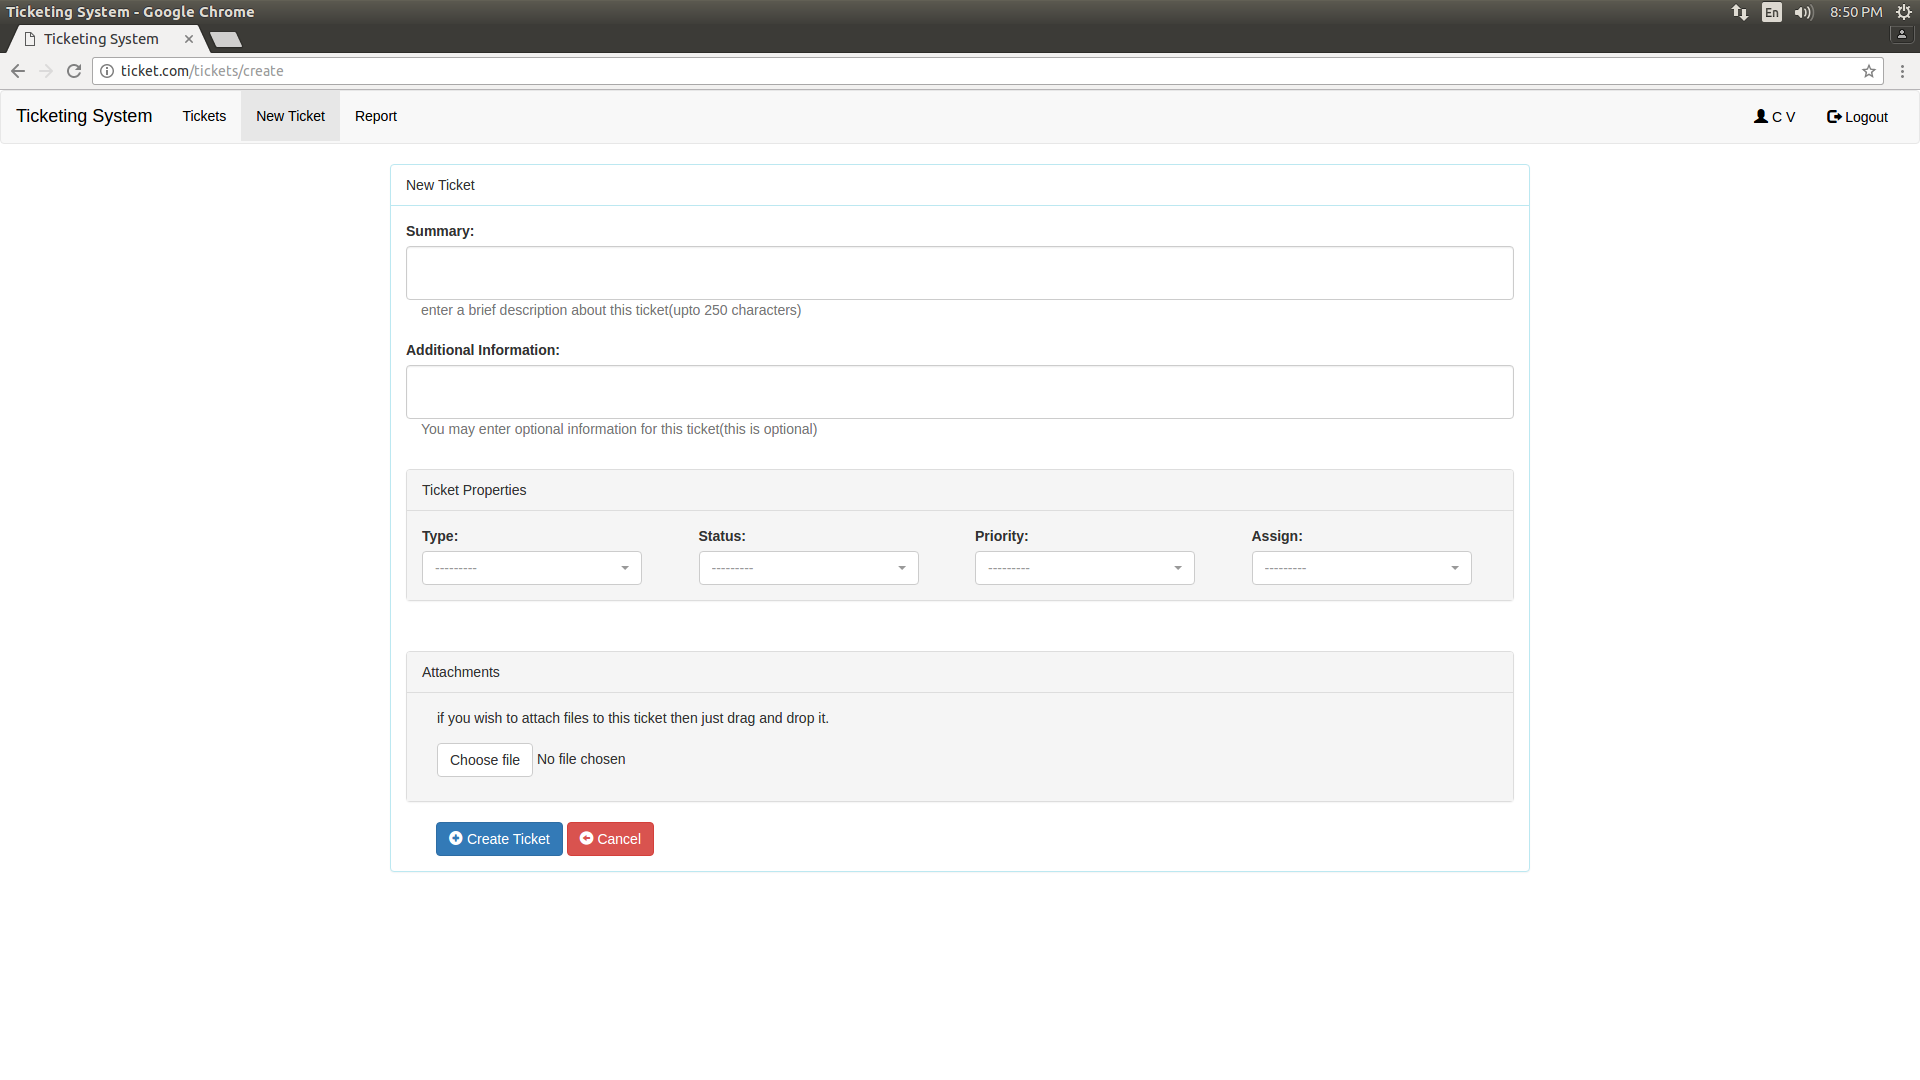 Ticketing System - Google Chrome
En
8:50 PM
Ticketing System
ticket.com/tickets/create
Ticketing System
Tickets
New Ticket
Report
C V
Logout
New Ticket
Summary:
enter a brief description about this ticket(upto 250 characters)
Additional Information:
You may enter optional information for this ticket(this is optional)
Ticket Properties
Type: Status: Priority: Assign:
--------- --------- --------- ---------
Attachments
if you wish to attach files to this ticket then just drag and drop it.
Choose file No file chosen
Create Ticket Cancel